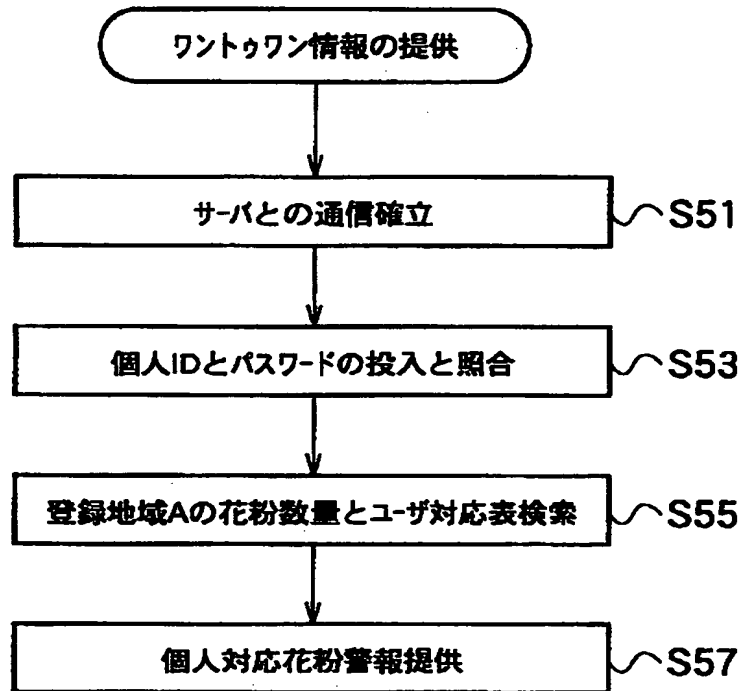 ワントゥワン情報の提供
サーバとの通信確立
S51
個人IDとパスワードの投入と照合
S53
登録地域Aの花粉数量とユーザ対応表検索
S55
個人対応花粉警報提供
S57